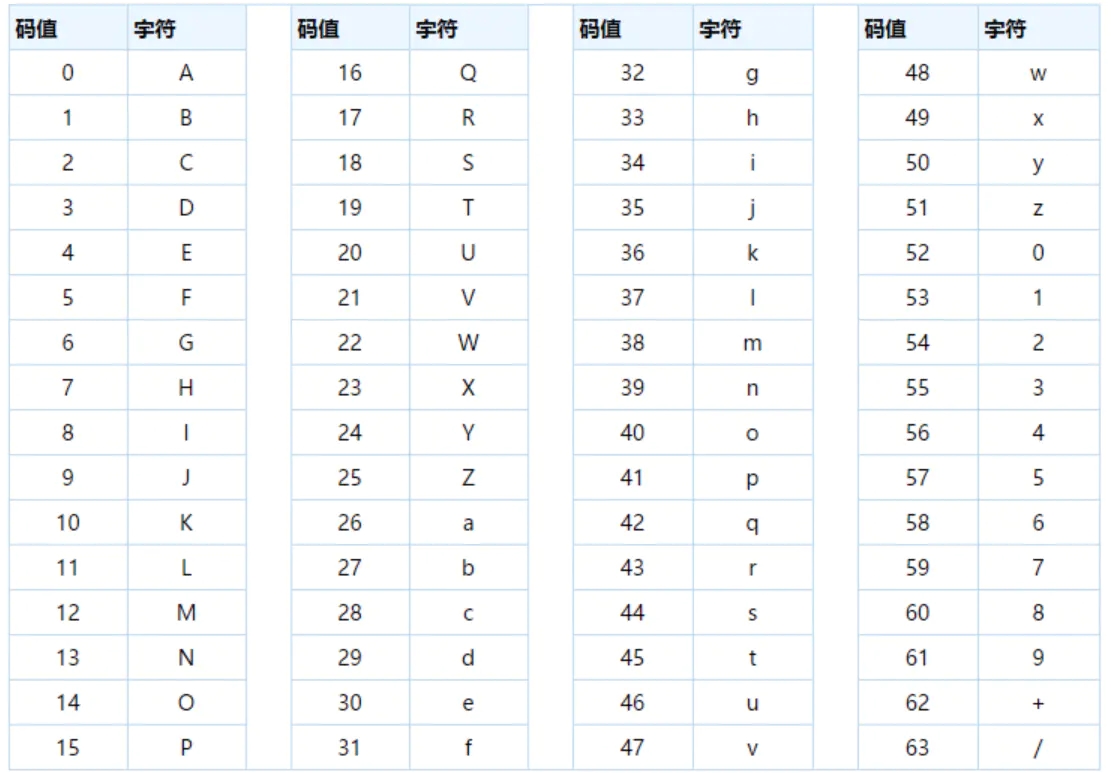 码值 字符 码值 字符 码值 字符 码值 字符
0 A 16 Q 32 g 48 w
1 B 17 R 33 h 49 x
2 C 18 S 34 i 50 y
3 D 19 T 35 j 51 z
4 E 20 U 36 k 52 0
5 F 21 V 37 l 53 1
6 G 22 W 38 m 54 2
7 H 23 X 39 n 55 3
8 I 24 Y 40 o 56 4
9 J 25 Z 41 p 57 5
10 K 26 a 42 q 58 6
11 L 27 b 43 r 59 7
12 M 28 c 44 s 60 8
13 N 29 d 45 t 61 9
14 O 30 e 46 u 62 +
15 P 31 f 47 v 63 /